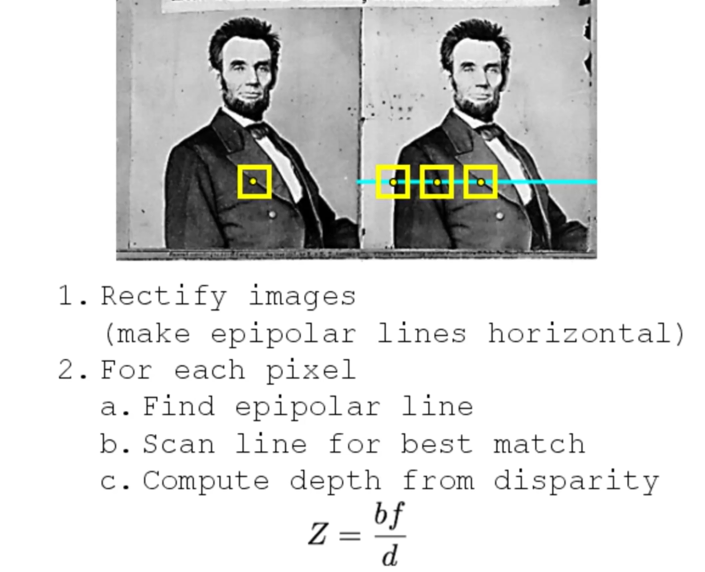 1. Rectify images
(make epipolar lines horizontal)
2. For each pixel
a. Find epipolar line
b. Scan line for best match
c. Compute depth from disparity
Z = bf/d